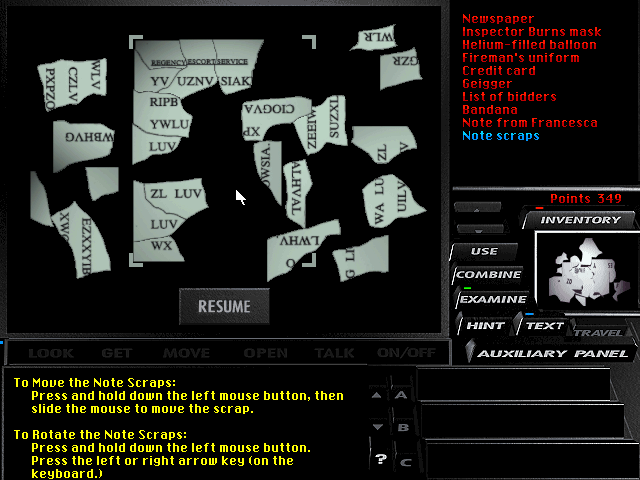 Newspaper
Inspector Burns mask
Helium-filled balloon
Fireman's uniform
Credit card
Geigger
List of bidders
Bandana
Note from Francesca
Note scraps
Points 349
INVENTORY
USE
COMBINE
EXAMINE
HINT TEXT TRAVEL
AUXILIARY PANEL
WLR
GZR
WLV
CZLV
PXPZO
REGENCY ESCORT SERVICE
YV UZNV SIAK
RIPB
YWLU
LUV
CIOGVA
XP
ZEEIW
SUZXL
WBHVG
ZL V
OWSIA
ALAHVAL
ZL LUV
LUV
WX
WA LU
UILV
XWG
EZXXYIB
LWHV
O
G LI
RESUME
LOOK GET MOVE OPEN TALK ON/OFF
To Move the Note Scraps:
Press and hold down the left mouse button, then
slide the mouse to move the scrap.
To Rotate the Note Scraps:
Press and hold down the left mouse button.
Press the left or right arrow key (on the
keyboard.)
A
B
? C